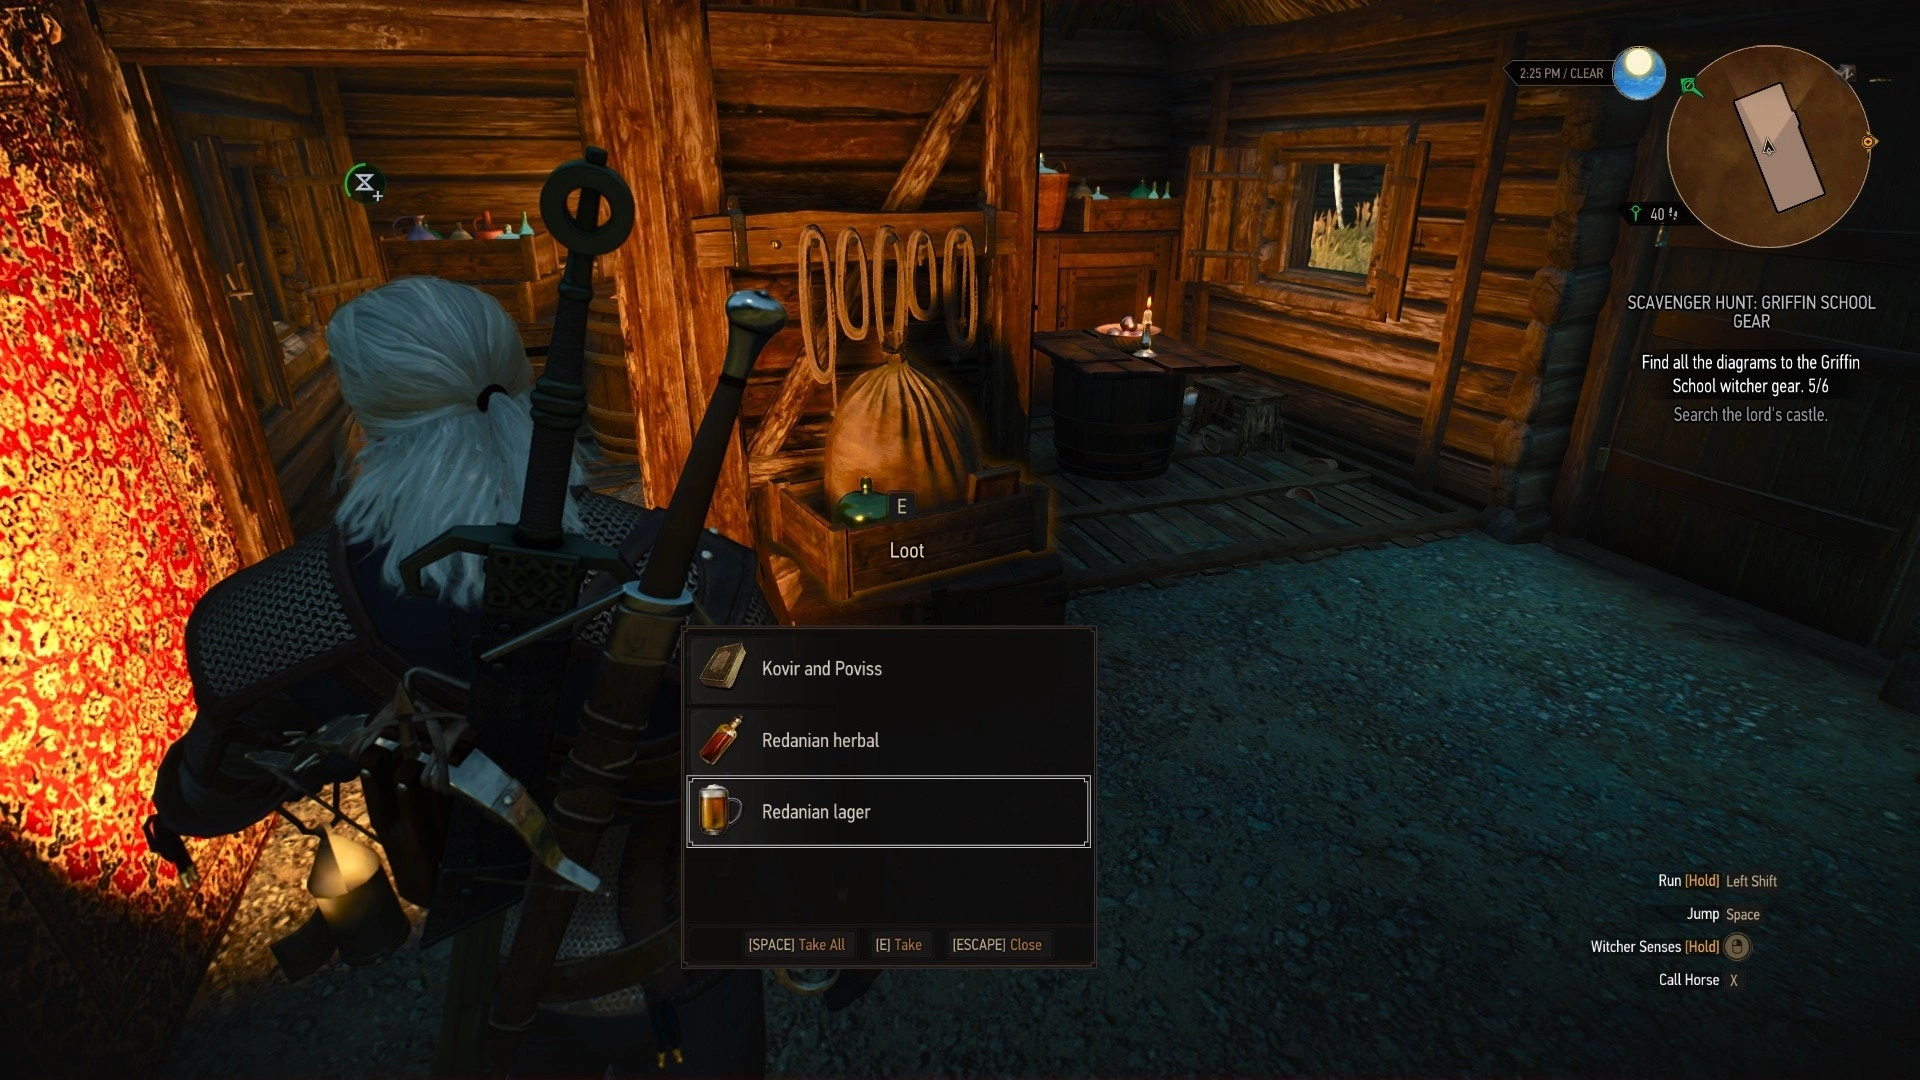 2:25 PM / CLEAR
40
SCAVENGER HUNT: GRIFFIN SCHOOL
GEAR
Find all the diagrams to the Griffin
School witcher gear. 5/6
Search the lord's castle.
E
Loot
Kovir and Poviss
Redanian herbal
Redanian lager
[SPACE] Take All [E] Take [ESCAPE] Close
Run [Hold] Left Shift
Jump Space
Witcher Senses [Hold]
Call Horse X